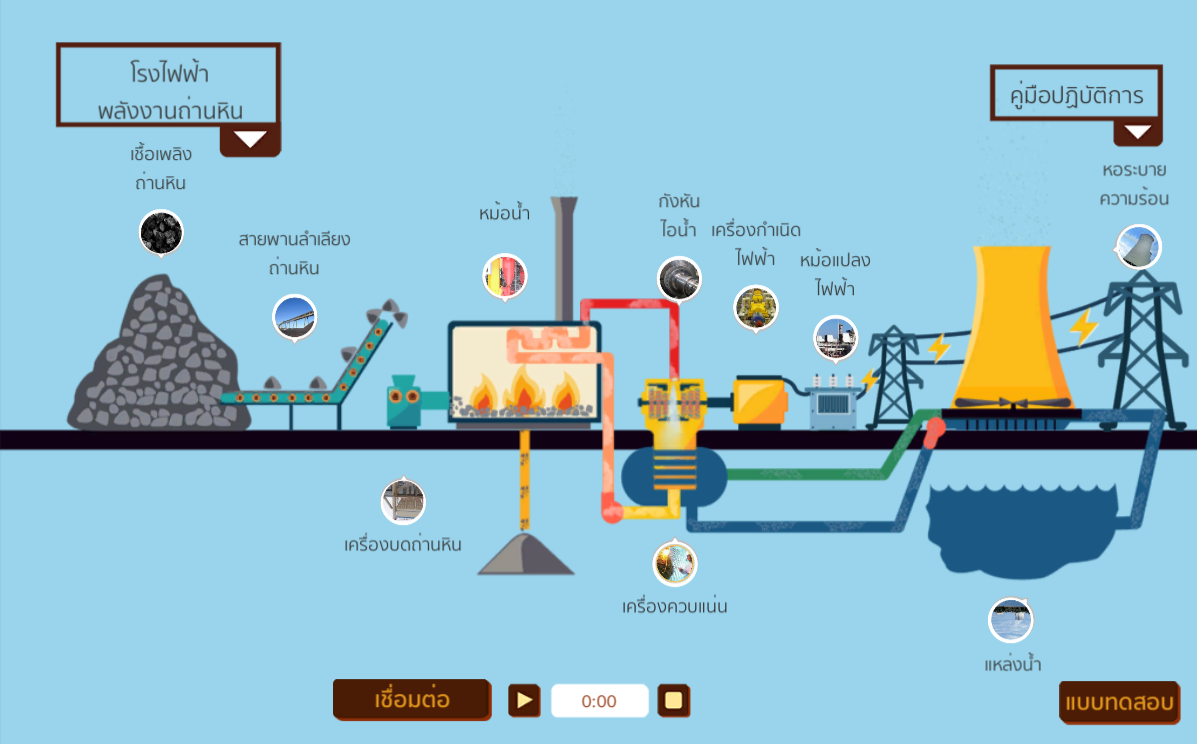 โรงไฟฟ้า
พลังงานถ่านหิน
คู่มือปฏิบัติการ
เชื้อเพลิง
ถ่านหิน
สายพานลำเลียง
ถ่านหิน
หม้อน้ำ
กังหัน
ไอน้ำ
เครื่องกำเนิด
ไฟฟ้า
หม้อแปลง
ไฟฟ้า
หอระบาย
ความร้อน
เครื่องบดถ่านหิน
เครื่องควบแน่น
แหล่งน้ำ
เชื่อมต่อ
0:00
แบบทดสอบ